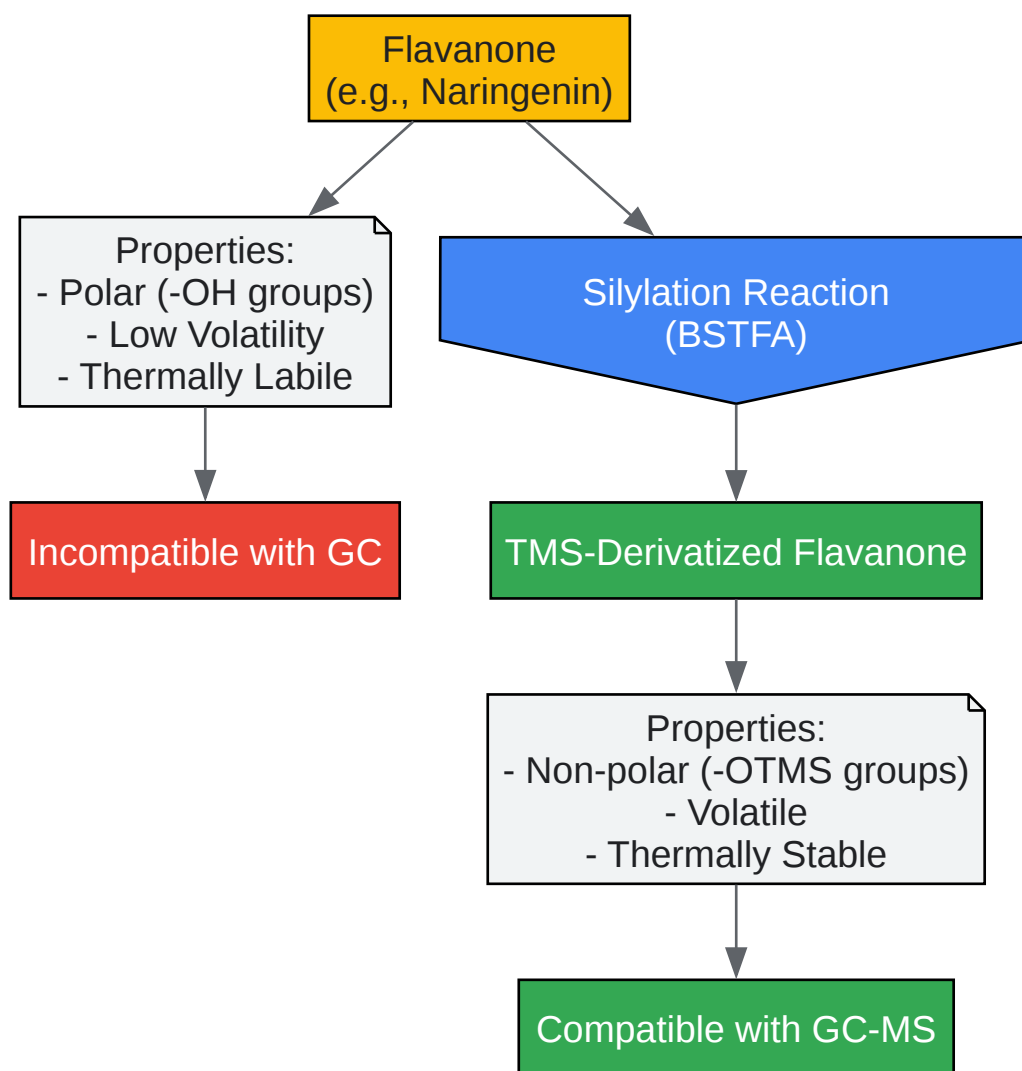 Flavanone
(e.g., Naringenin)
Properties:
- Polar (-OH groups)
- Low Volatility
- Thermally Labile
Silylation Reaction
(BSTFA)
Incompatible with GC
TMS-Derivatized Flavanone
Properties:
- Non-polar (-OTMS groups)
- Volatile
- Thermally Stable
Compatible with GC-MS